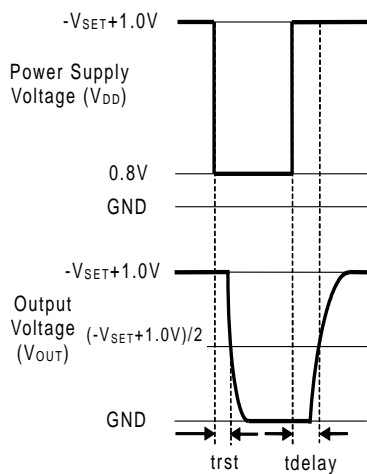 -VSET+1.0V
Power Supply
Voltage (VDD)
0.8V
GND
-VSET+1.0V
Output
Voltage
(VOUT)
(-VSET+1.0V)/2
GND
trst
tdelay